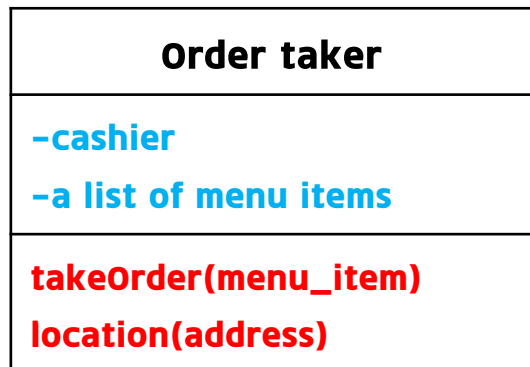 Order taker
-cashier
-a list of menu items
takeOrder(menu_item)
location(address)